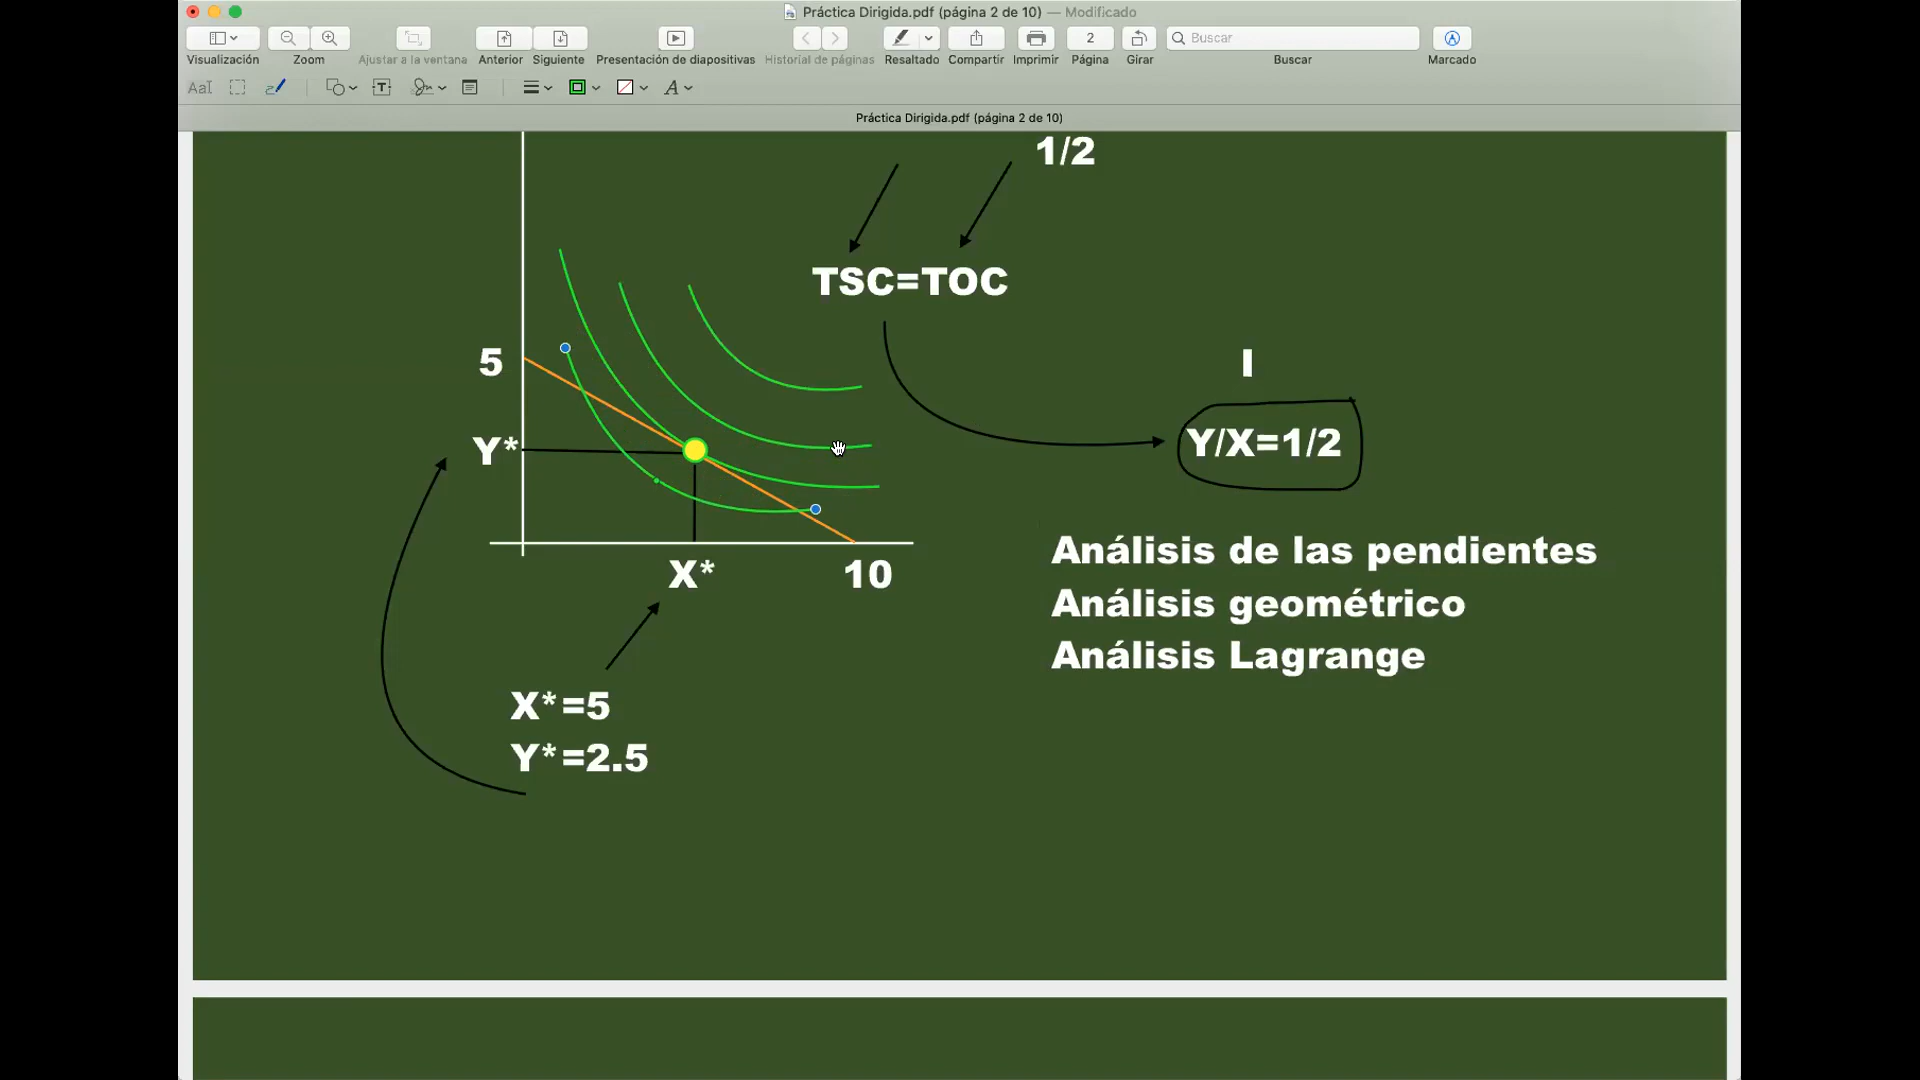 Práctica Dirigida.pdf (página 2 de 10) — Modificado
2
Buscar
Visualización
Zoom
Ajustar a la ventana
Anterior
Siguiente
Presentación de diapositivas
Historial de páginas
Resaltado
Compartir
Imprimir
Página
Girar
Buscar
Marcado
AaI
T
A
Práctica Dirigida.pdf (página 2 de 10)
1/2
TSC=TOC
5
I
Y*
Y/X=1/2
X*
10
Análisis de las pendientes
Análisis geométrico
Análisis Lagrange
X*=5
Y*=2.5